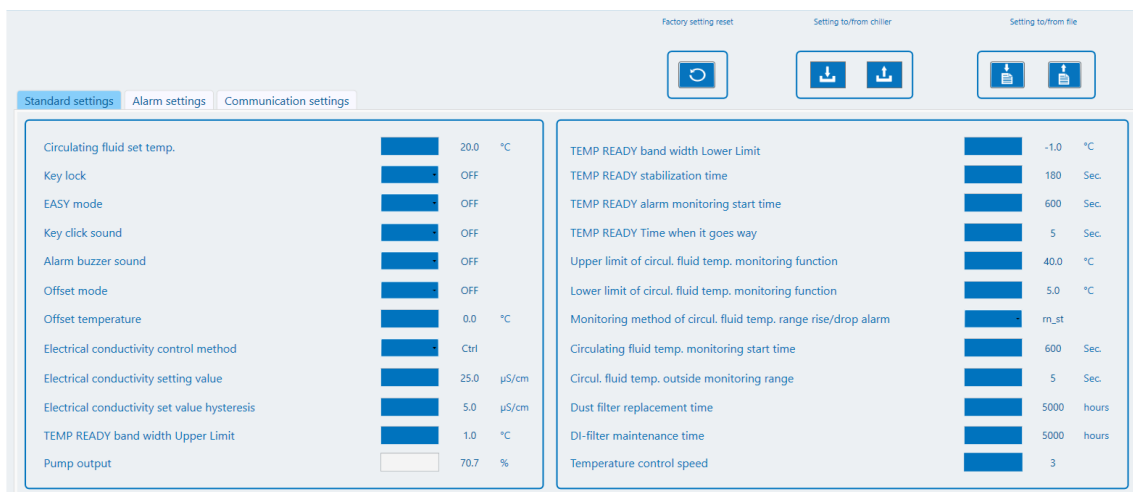 Factory setting reset Setting to/from chiller Setting to/from file
Standard settings Alarm settings Communication settings
Circulating fluid set temp. 20.0 °C
Key lock OFF
EASY mode OFF
Key click sound OFF
Alarm buzzer sound OFF
Offset mode OFF
Offset temperature 0.0 °C
Electrical conductivity control method Ctrl
Electrical conductivity setting value 25.0 µS/cm
Electrical conductivity set value hysteresis 5.0 µS/cm
TEMP READY band width Upper Limit 1.0 °C
Pump output 70.7 %
TEMP READY band width Lower Limit -1.0 °C
TEMP READY stabilization time 180 Sec.
TEMP READY alarm monitoring start time 600 Sec.
TEMP READY Time when it goes way 5 Sec.
Upper limit of circul. fluid temp. monitoring function 40.0 °C
Lower limit of circul. fluid temp. monitoring function 5.0 °C
Monitoring method of circul. fluid temp. range rise/drop alarm rn_st
Circulating fluid temp. monitoring start time 600 Sec.
Circul. fluid temp. outside monitoring range 5 Sec.
Dust filter replacement time 5000 hours
DI-filter maintenance time 5000 hours
Temperature control speed 3